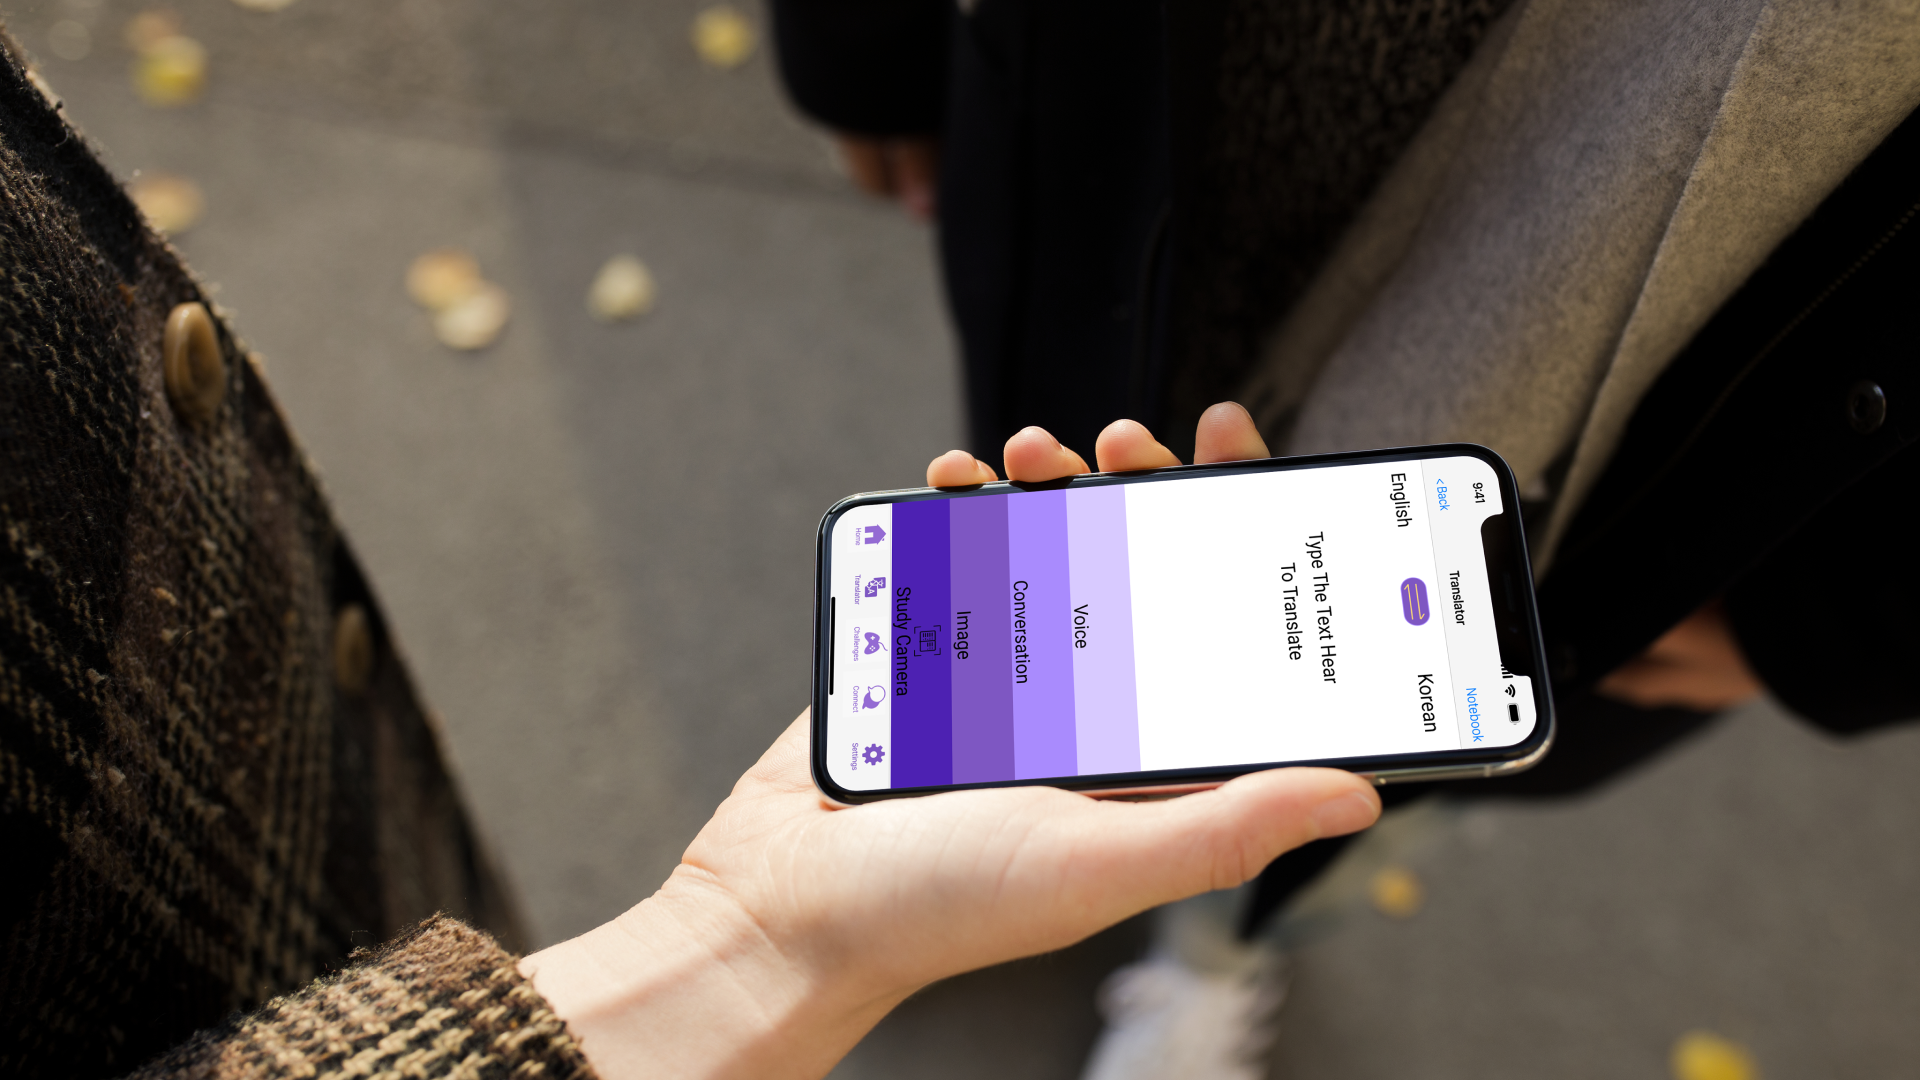 9:41
< Back
Translator
Notebook
English
Korean
Type The Text Hear
To Translate
Voice
Conversation
Image
Study Camera
Home
Translator
Challenges
Connect
Settings